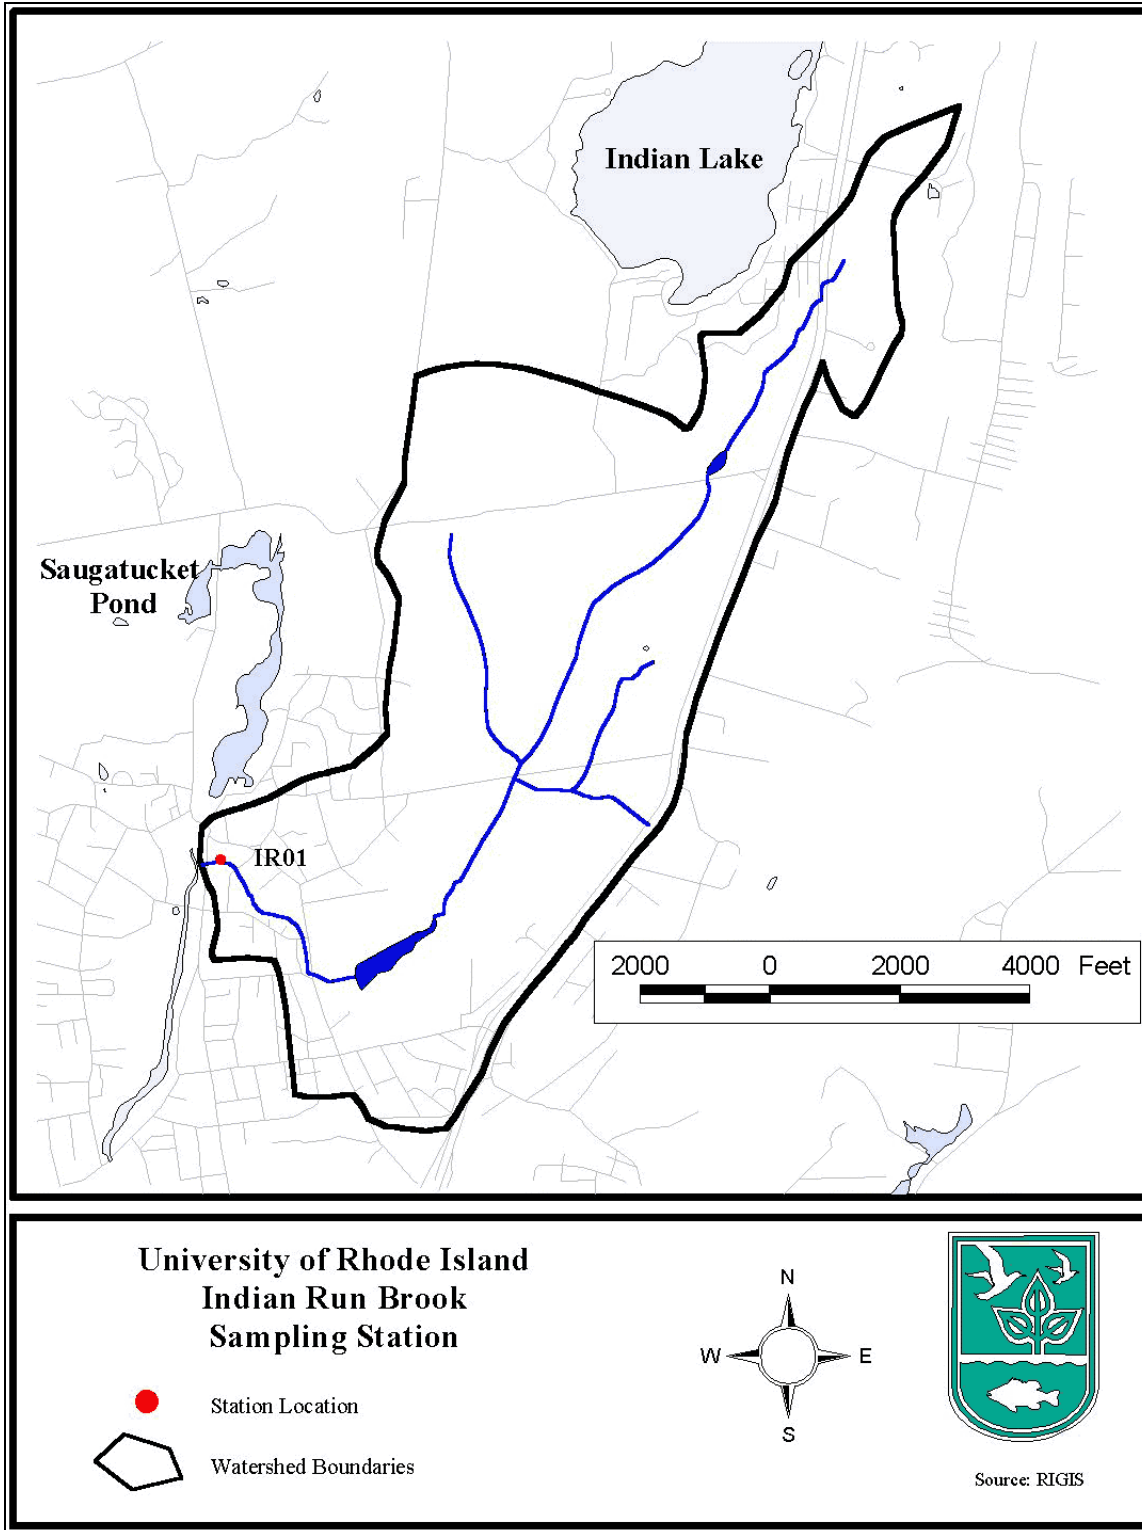 Indian Lake
Saugatucket
Pond
IR01
2000 0 2000 4000 Feet
University of Rhode Island
Indian Run Brook
Sampling Station
Station Location
Watershed Boundaries
N
W E
S
Source: RIGIS